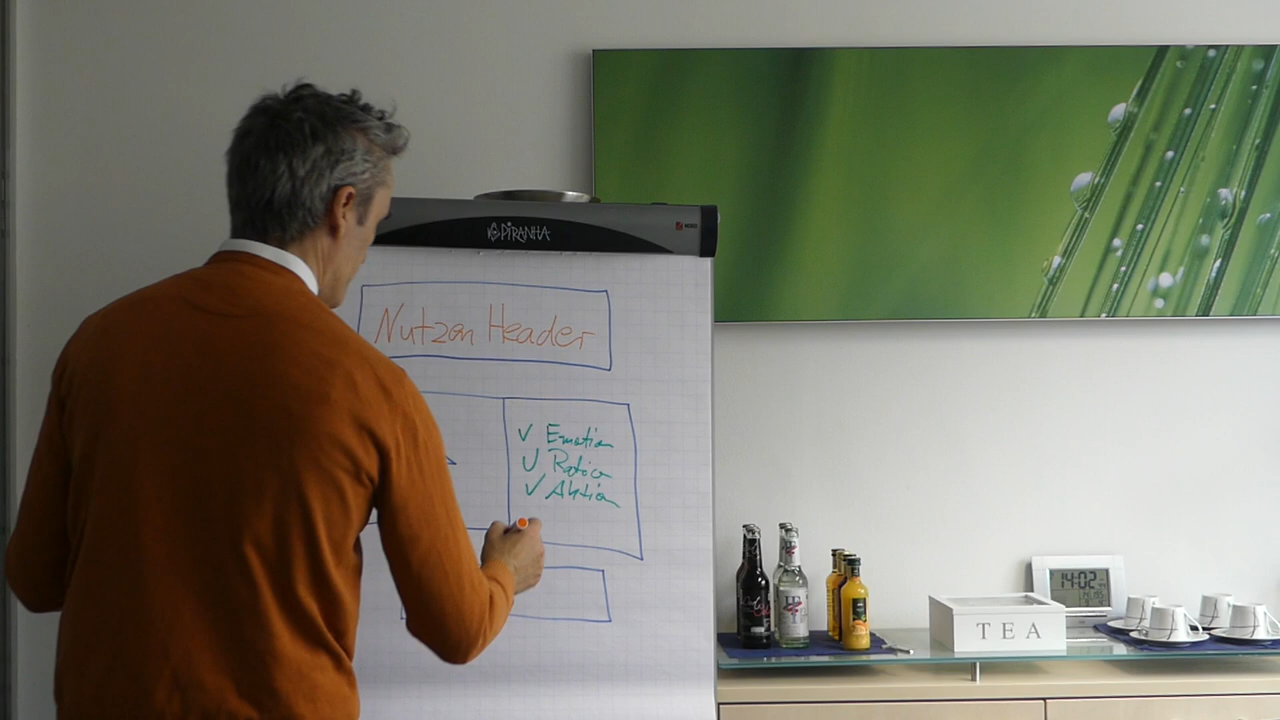 PiRANHA
Nutzen Header
✓ Emotion
✓ Ratio
✓ Aktion
14:02
TEA